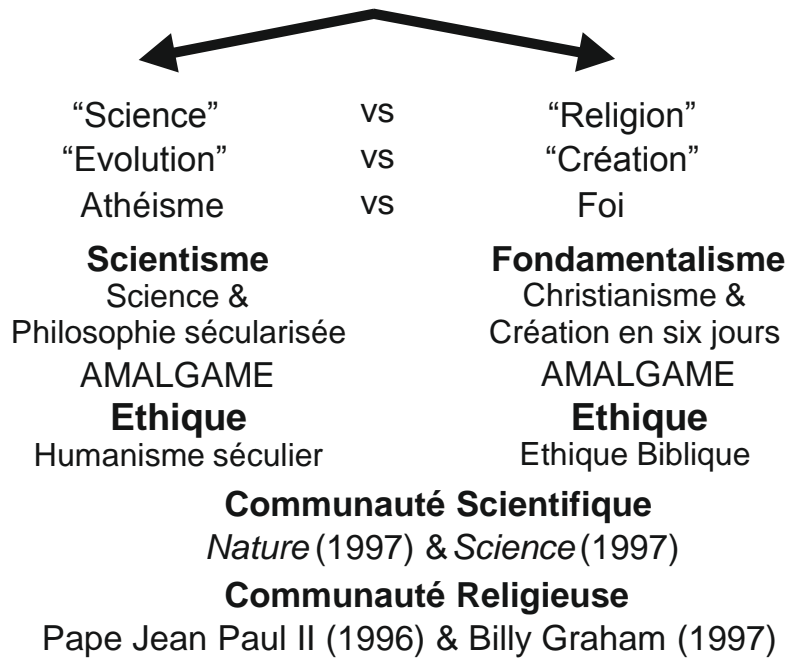 “Science” vs “Religion”
“Evolution” vs “Création”
Athéisme vs Foi
Scientisme Fondamentalisme
Science & Christianisme &
Philosophie sécularisée Création en six jours
AMALGAME AMALGAME
Ethique Ethique
Humanisme séculier Ethique Biblique
Communauté Scientifique
Nature (1997) & Science (1997)
Communauté Religieuse
Pape Jean Paul II (1996) & Billy Graham (1997)